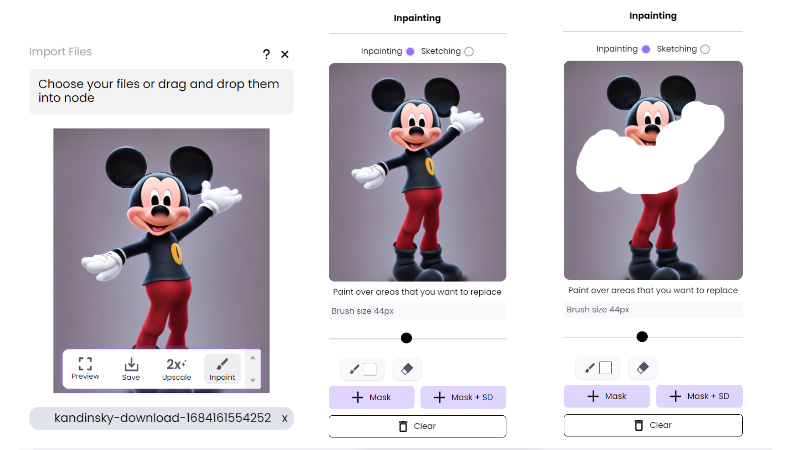 Import Files
? ×
Choose your files or drag and drop them
into node
Preview
Save
2x
Upscale
Inpaint
kandinsky-download-1684161554252 x
Inpainting
Inpainting Sketching
Paint over areas that you want to replace
Brush size 44px
+ Mask
+ Mask + SD
Clear
Inpainting
Inpainting Sketching
Paint over areas that you want to replace
Brush size 44px
+ Mask
+ Mask + SD
Clear